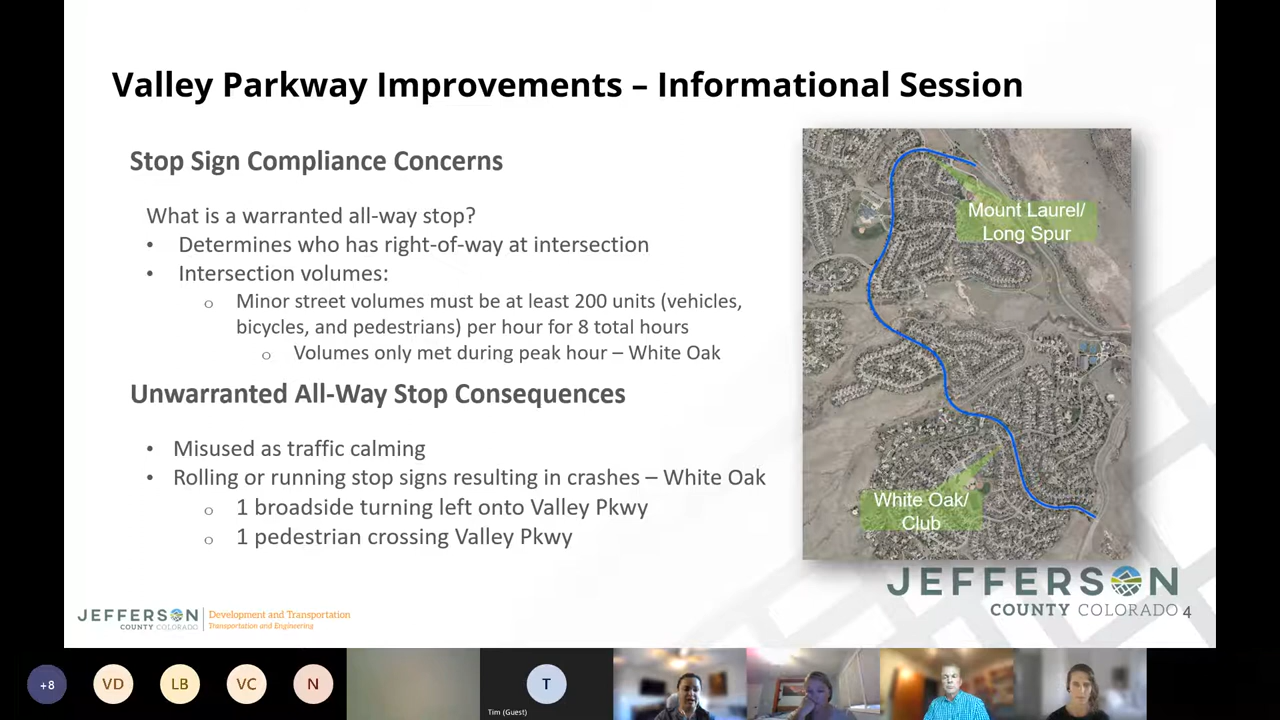 Valley Parkway Improvements – Informational Session
Stop Sign Compliance Concerns
What is a warranted all-way stop?
• Determines who has right-of-way at intersection
• Intersection volumes:
o Minor street volumes must be at least 200 units (vehicles,
bicycles, and pedestrians) per hour for 8 total hours
o Volumes only met during peak hour – White Oak
Unwarranted All-Way Stop Consequences
• Misused as traffic calming
• Rolling or running stop signs resulting in crashes – White Oak
o 1 broadside turning left onto Valley Pkwy
o 1 pedestrian crossing Valley Pkwy
Mount Laurel/
Long Spur
White Oak/
Club
JEFFERSON
COUNTY COLORADO 4
JEFFERSON
COUNTY COLORADO
Development and Transportation
Transportation and Engineering
+8
VD
LB
VC
N
T
Tim (Guest)